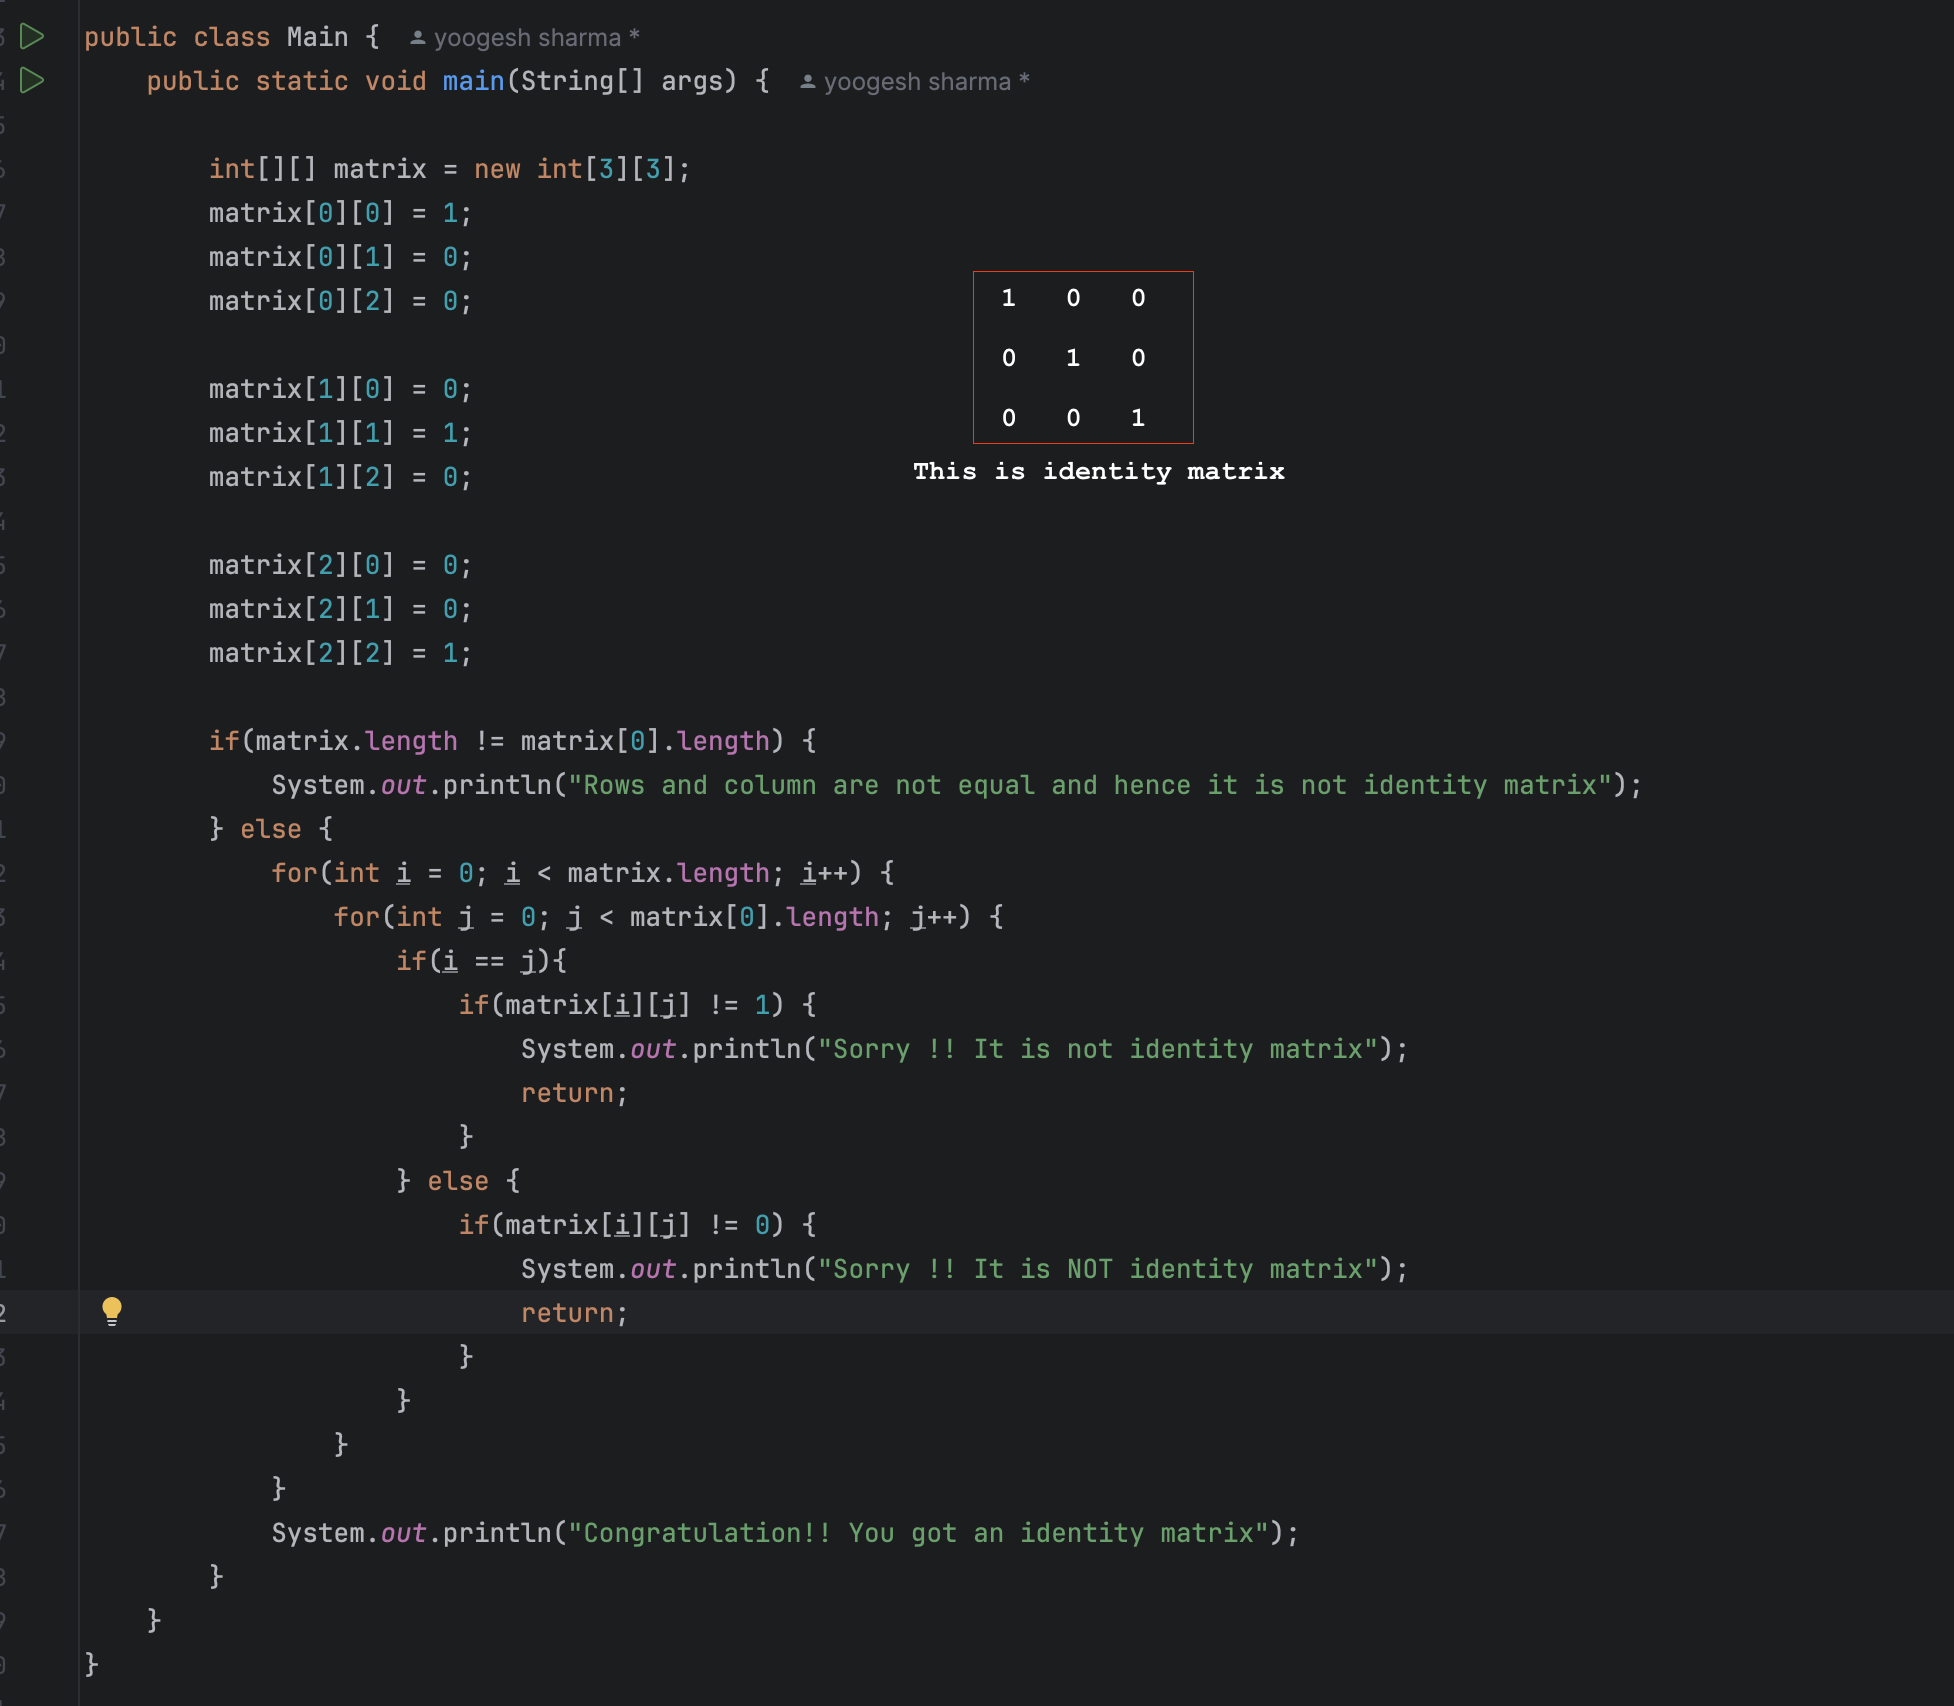 public class Main { yoogesh sharma *
    public static void main(String[] args) { yoogesh sharma *
        int[][] matrix = new int[3][3];
        matrix[0][0] = 1;
        matrix[0][1] = 0;
        matrix[0][2] = 0;
        matrix[1][0] = 0;
        matrix[1][1] = 1;
        matrix[1][2] = 0;
        1 0 0
        0 1 0
        0 0 1
        This is identity matrix
        matrix[2][0] = 0;
        matrix[2][1] = 0;
        matrix[2][2] = 1;
        if(matrix.length != matrix[0].length) {
            System.out.println("Rows and column are not equal and hence it is not identity matrix");
        } else {
            for(int i = 0; i < matrix.length; i++) {
                for(int j = 0; j < matrix[0].length; j++) {
                    if(i == j){
                        if(matrix[i][j] != 1) {
                            System.out.println("Sorry !! It is not identity matrix");
                            return;
                        }
                    } else {
                        if(matrix[i][j] != 0) {
                            System.out.println("Sorry !! It is NOT identity matrix");
                            return;
                        }
                    }
                }
            }
            System.out.println("Congratulation!! You got an identity matrix");
        }
    }
}